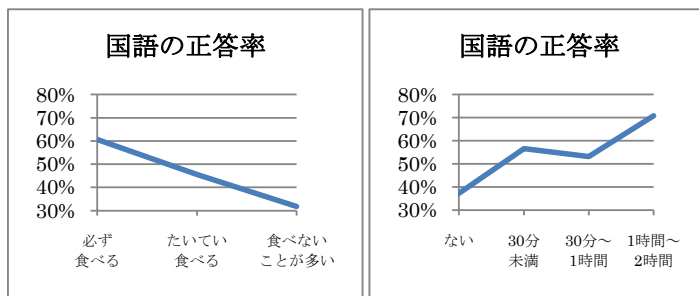 国語の正答率
80%
70%
60%
50%
40%
30%
必ず
食べる
たいてい
食べる
食べない
ことが多い
国語の正答率
80%
70%
60%
50%
40%
30%
ない
30分
未満
30分～
1時間
1時間～
2時間